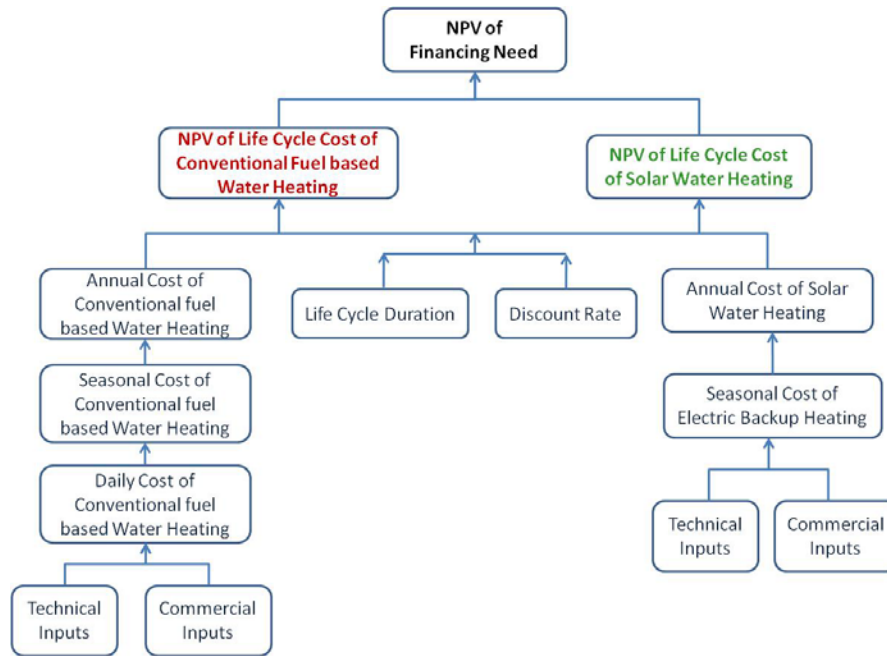 NPV of
Financing Need
NPV of Life Cycle Cost of
Conventional Fuel based
Water Heating
NPV of Life Cycle Cost
of Solar Water Heating
Annual Cost of
Conventional fuel
based Water Heating
Life Cycle Duration
Discount Rate
Annual Cost of Solar
Water Heating
Seasonal Cost of
Conventional fuel
based Water Heating
Seasonal Cost of
Electric Backup Heating
Daily Cost of
Conventional fuel
based Water Heating
Technical
Inputs
Commercial
Inputs
Technical
Inputs
Commercial
Inputs